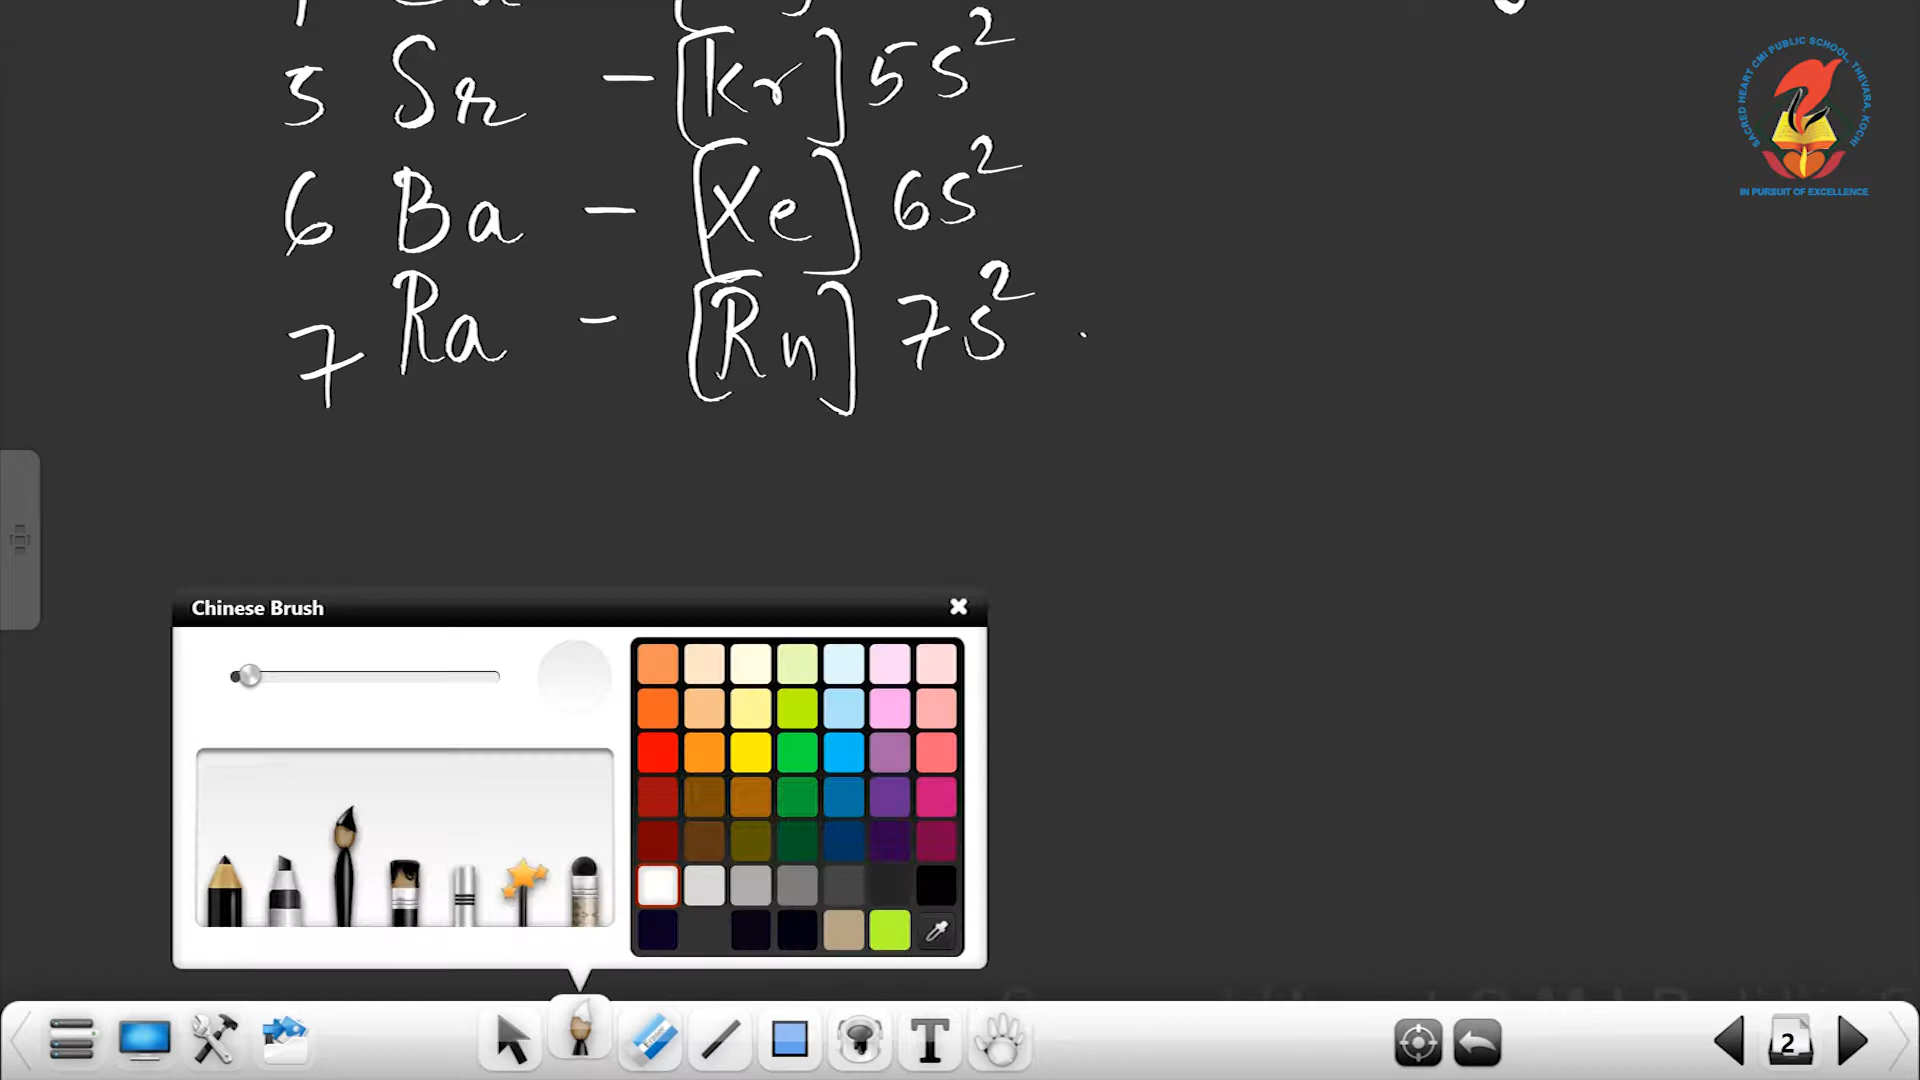 5 Sr - [Kr] 5s²
6 Ba - [Xe] 6s²
7 Ra - [Rn] 7s² .
SACRED HEART CMI PUBLIC SCHOOL, THEVARA, KOCHI
IN PURSUIT OF EXCELLENCE
Chinese Brush
T
2